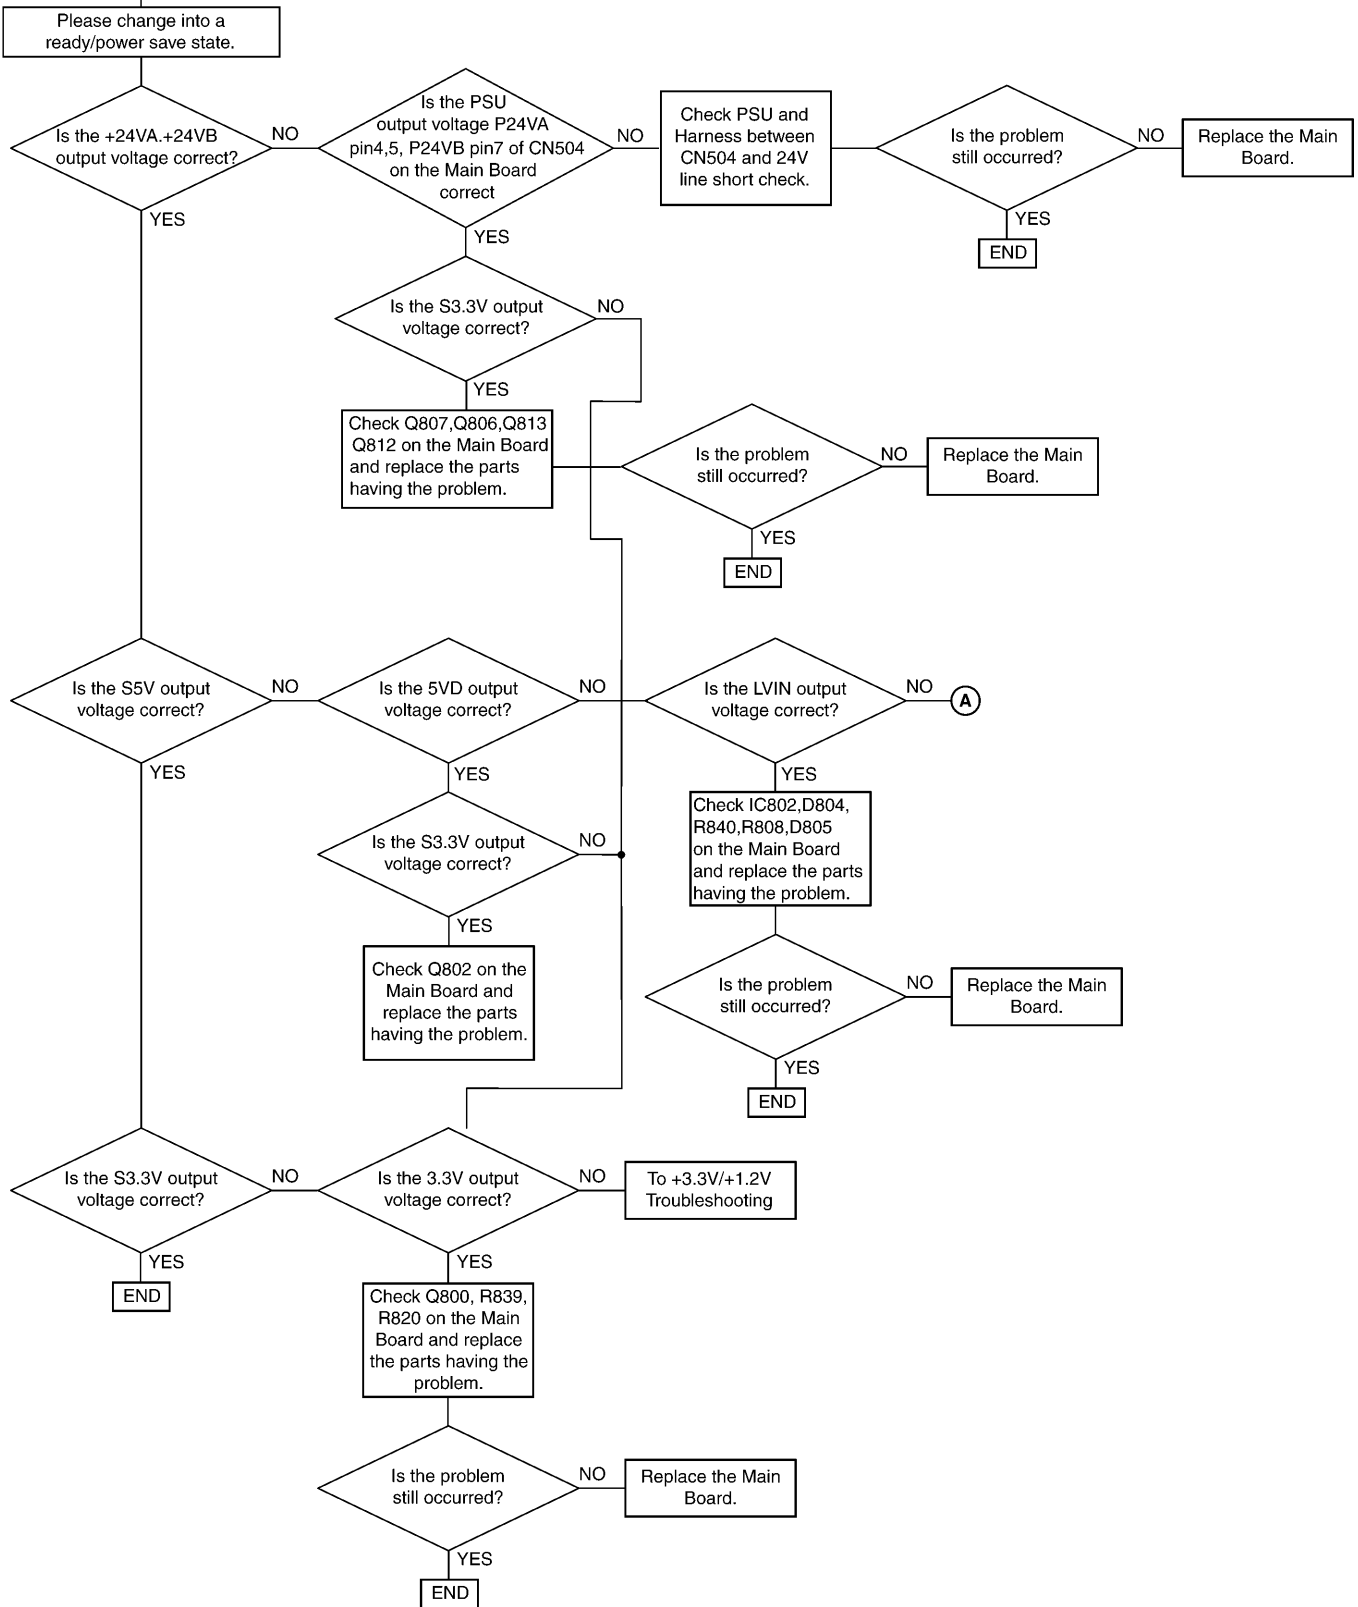 Please change into a
ready/power save state.
Is the +24VA.+24VB
output voltage correct?
NO
YES
Is the PSU
output voltage P24VA
pin4,5, P24VB pin7 of CN504
on the Main Board
correct
NO
YES
Check PSU and
Harness between
CN504 and 24V
line short check.
Is the problem
still occurred?
NO
Replace the Main
Board.
YES
END
Is the S3.3V output
voltage correct?
NO
YES
Check Q807,Q806,Q813
Q812 on the Main Board
and replace the parts
having the problem.
Is the problem
still occurred?
NO
Replace the Main
Board.
YES
END
Is the S5V output
voltage correct?
NO
YES
Is the 5VD output
voltage correct?
NO
YES
Is the LVIN output
voltage correct?
NO
A
YES
Is the S3.3V output
voltage correct?
NO
YES
Check Q802 on the
Main Board and
replace the parts
having the problem.
Check IC802,D804,
R840,R808,D805
on the Main Board
and replace the parts
having the problem.
Is the problem
still occurred?
NO
Replace the Main
Board.
YES
END
Is the S3.3V output
voltage correct?
NO
YES
END
Is the 3.3V output
voltage correct?
NO
To +3.3V/+1.2V
Troubleshooting
YES
Check Q800, R839,
R820 on the Main
Board and replace
the parts having the
problem.
Is the problem
still occurred?
NO
Replace the Main
Board.
YES
END